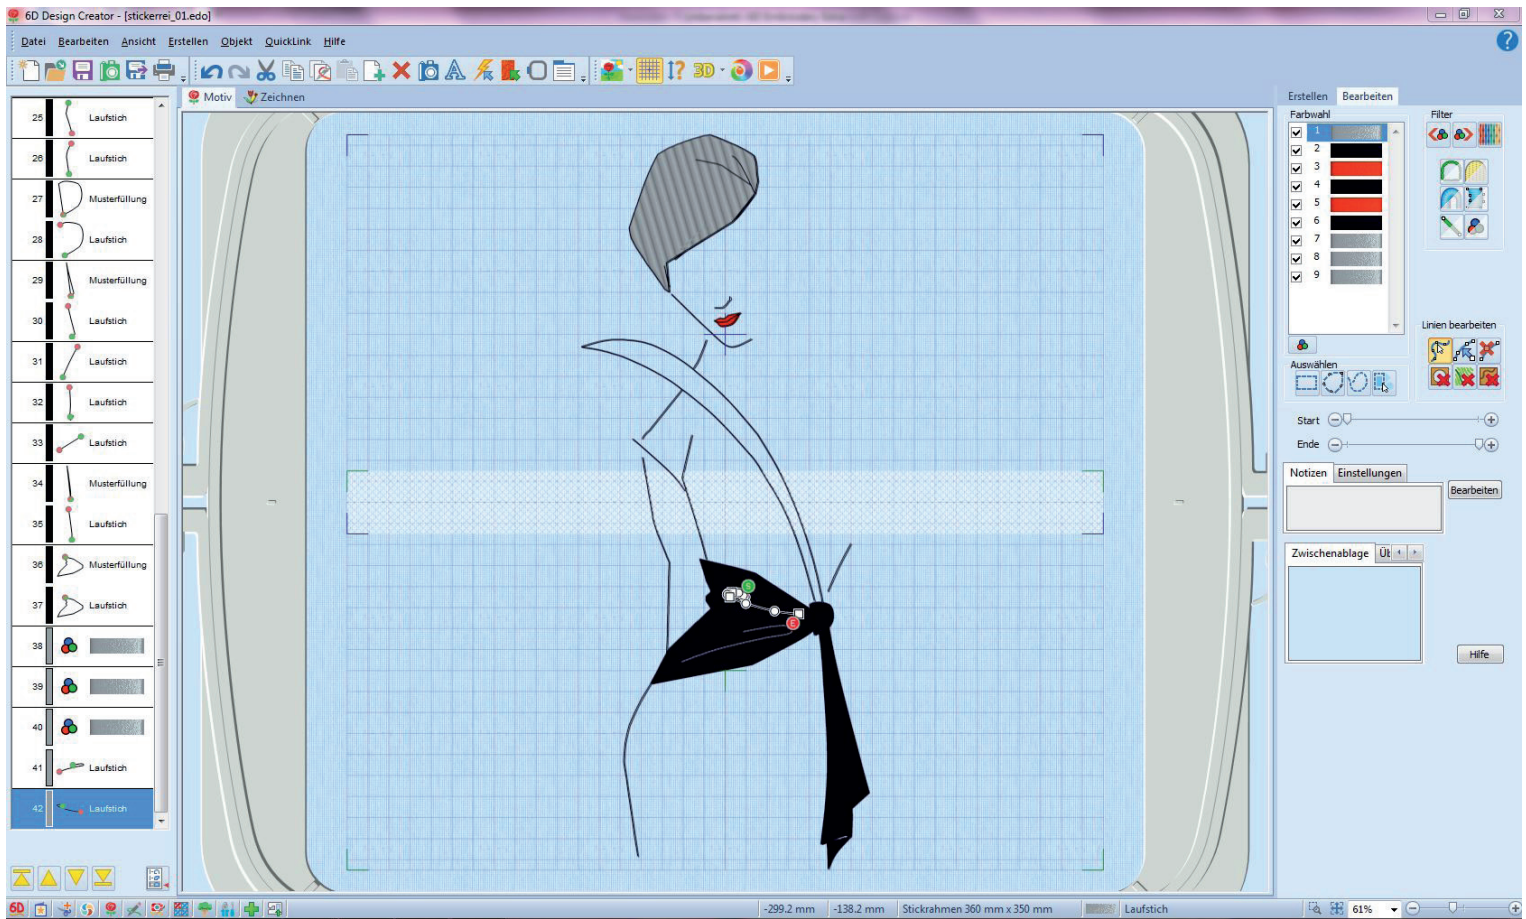 6D Design Creator - [stickerei_01.edo]
Datei Bearbeiten Ansicht Erstellen Objekt QuickLink Hilfe
3D
Motiv Zeichnen
Erstellen Bearbeiten
Farbwahl
Filter
1
2
3
4
5
6
7
8
9
Linien bearbeiten
Auswählen
Start
Ende
Notizen Einstellungen
Bearbeiten
Zwischenablage
Hilfe
25 Laufstich
26 Laufstich
27 Musterfüllung
28 Laufstich
29 Musterfüllung
30 Laufstich
31 Laufstich
32 Laufstich
33 Laufstich
34 Musterfüllung
35 Laufstich
36 Musterfüllung
37 Laufstich
38
39
40
41 Laufstich
42 Laufstich
S
E
6D
-299.2 mm -138.2 mm Stickrahmen 360 mm x 350 mm Laufstich 61%